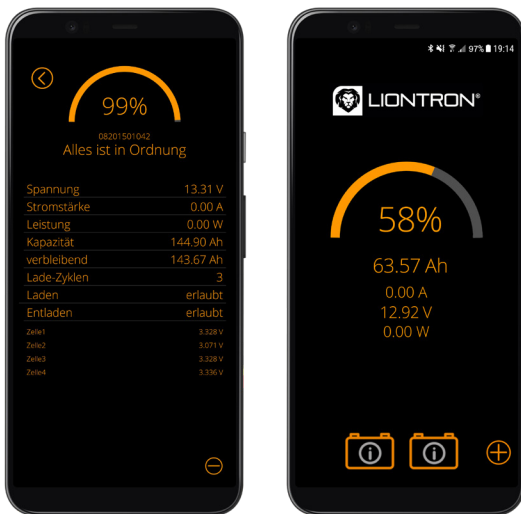 99%
08201501042
Alles ist in Ordnung
Spannung 13.31 V
Stromstärke 0.00 A
Leistung 0.00 W
Kapazität 144.90 Ah
verbleibend 143.67 Ah
Lade-Zyklen 3
Laden erlaubt
Entladen erlaubt
Zelle1 3.328 V
Zelle2 3.071 V
Zelle3 3.328 V
Zelle4 3.336 V
97% 19:14
LIONTRON®
58%
63.57 Ah
0.00 A
12.92 V
0.00 W